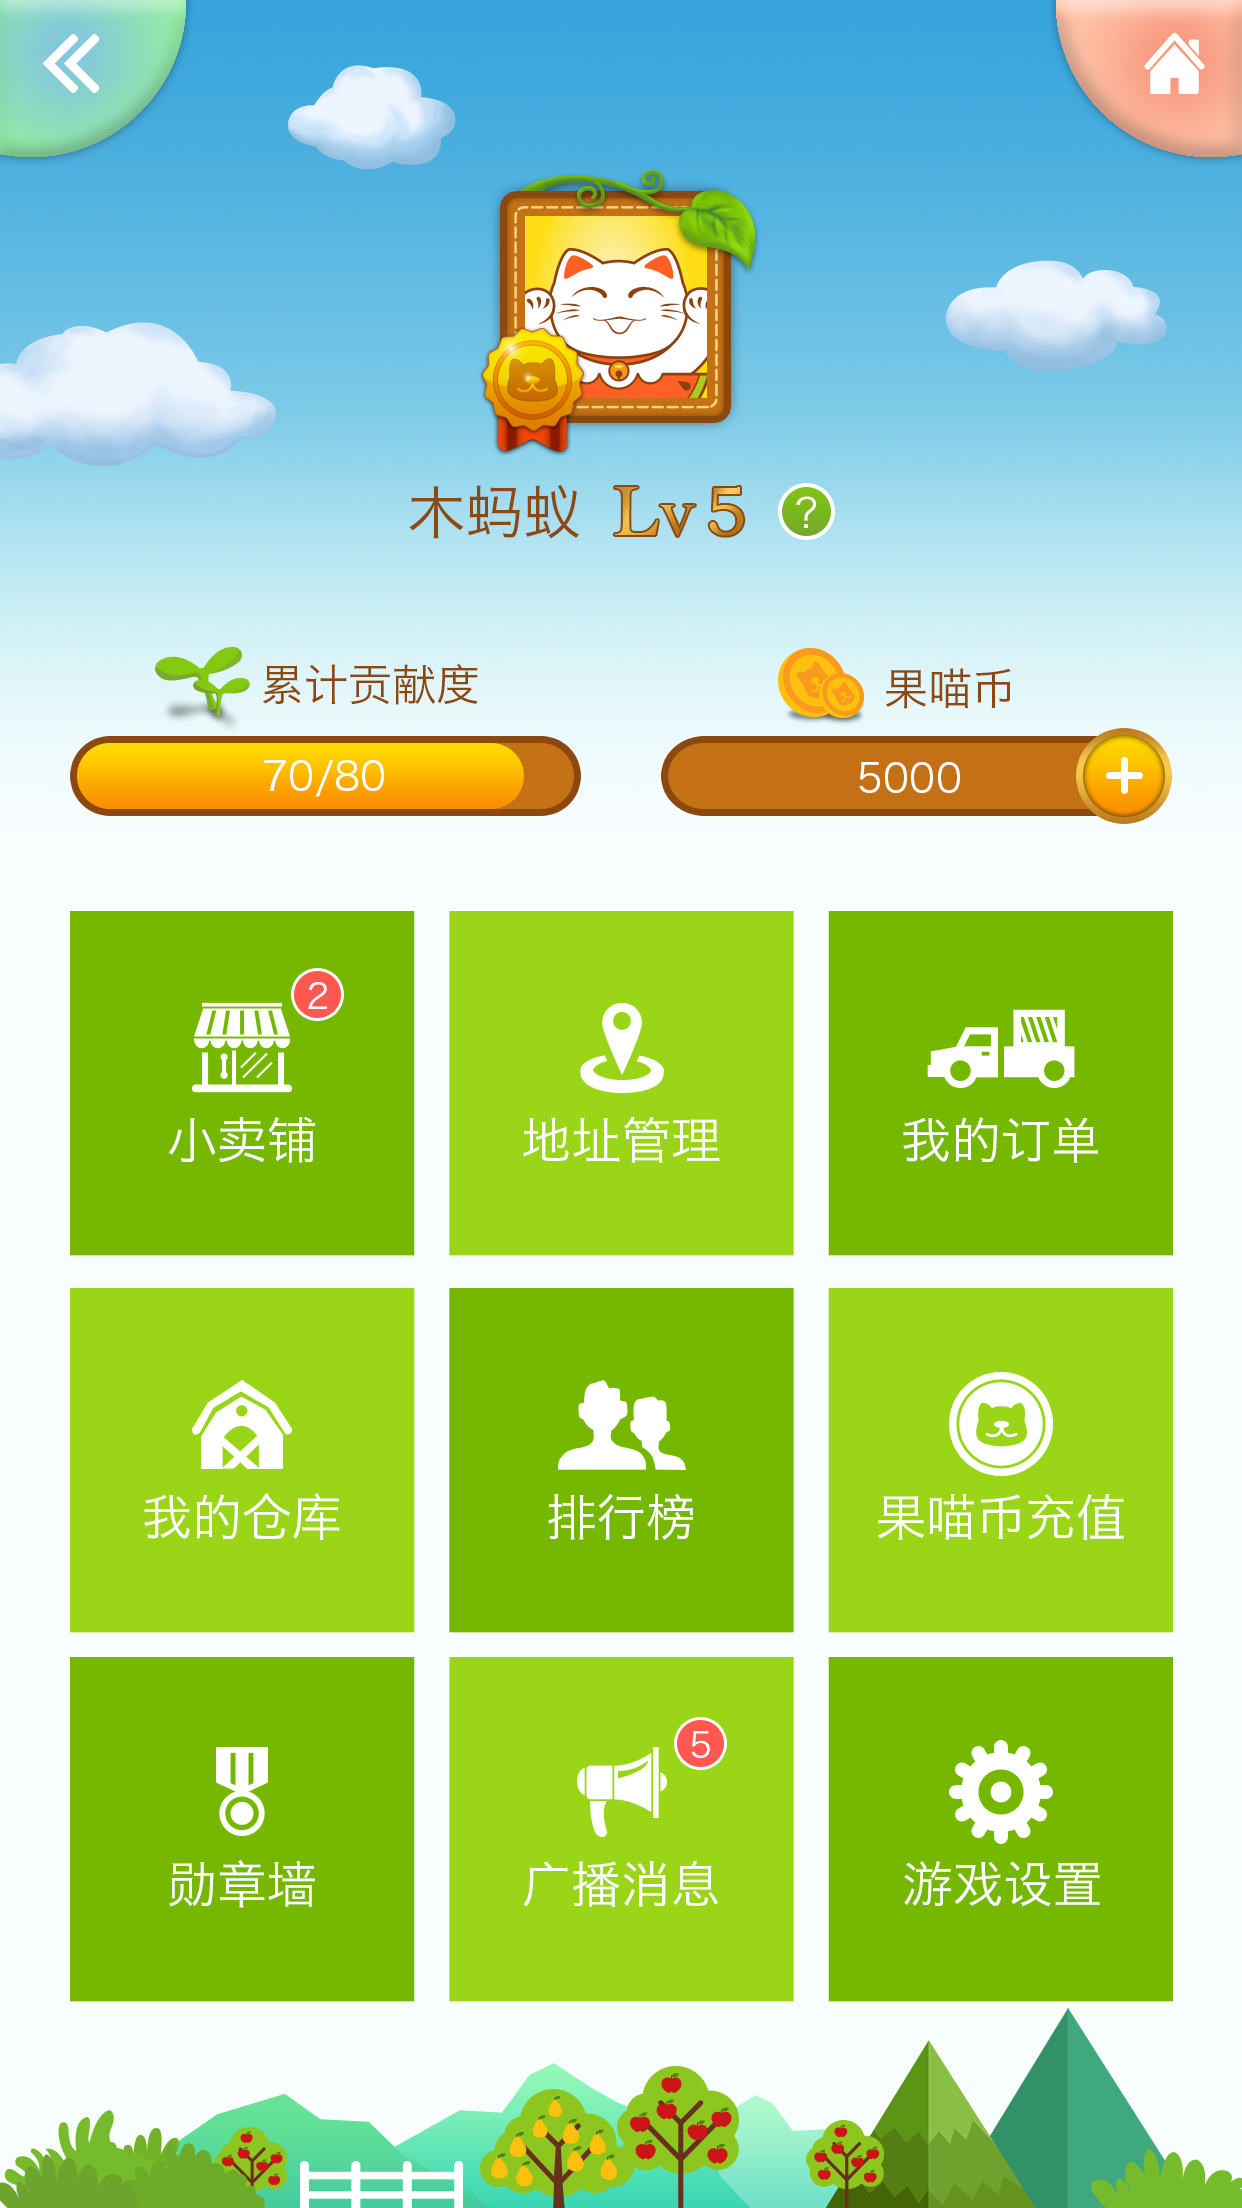 木蚂蚁 Lv5 ?
累计贡献度 果喵币
70/80 5000
2
小卖铺 地址管理 我的订单
我的仓库 排行榜 果喵币充值
5
勋章墙 广播消息 游戏设置